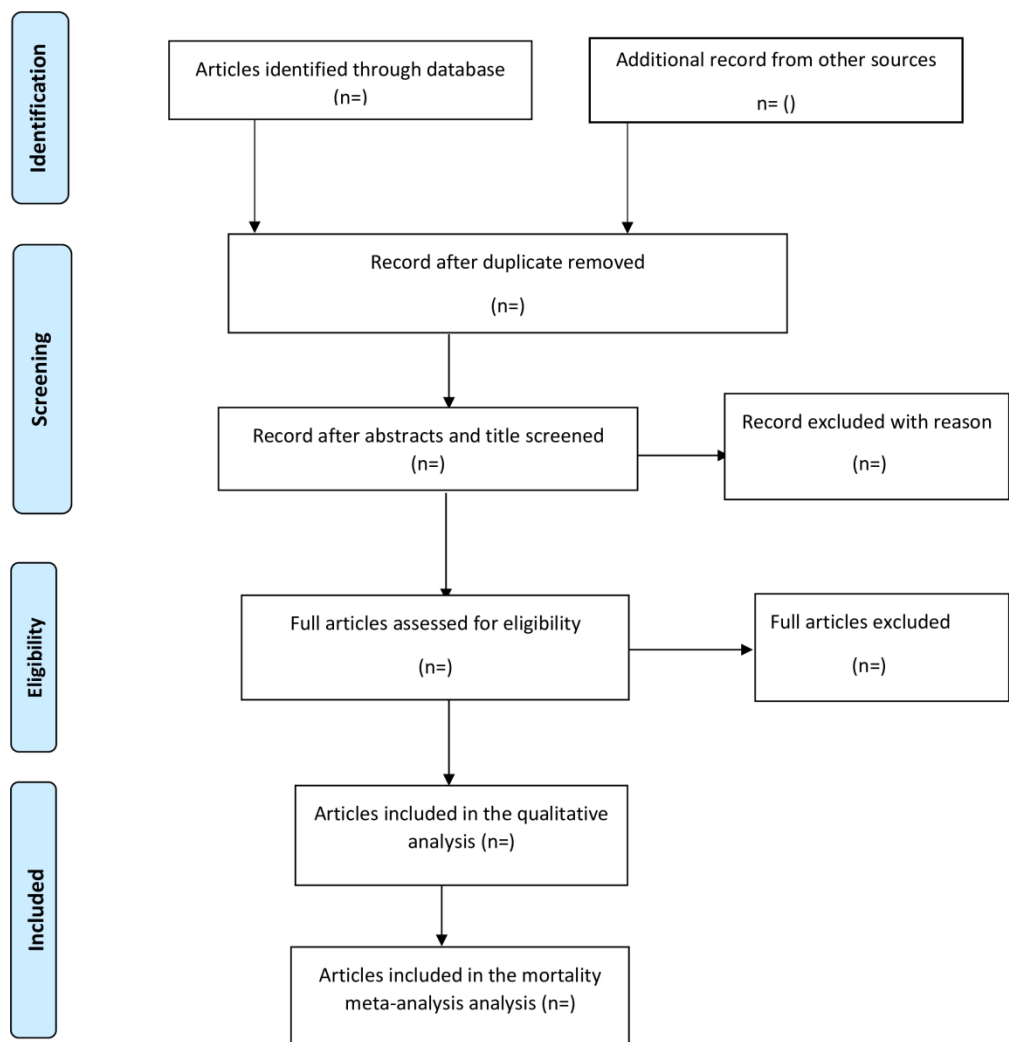 Identification
Articles identified through database
(n=)
Additional record from other sources
n= ()
Screening
Record after duplicate removed
(n=)
Record after abstracts and title screened
(n=)
Record excluded with reason
(n=)
Eligibility
Full articles assessed for eligibility
(n=)
Full articles excluded
(n=)
Included
Articles included in the qualitative
analysis (n=)
Articles included in the mortality
meta-analysis analysis (n=)